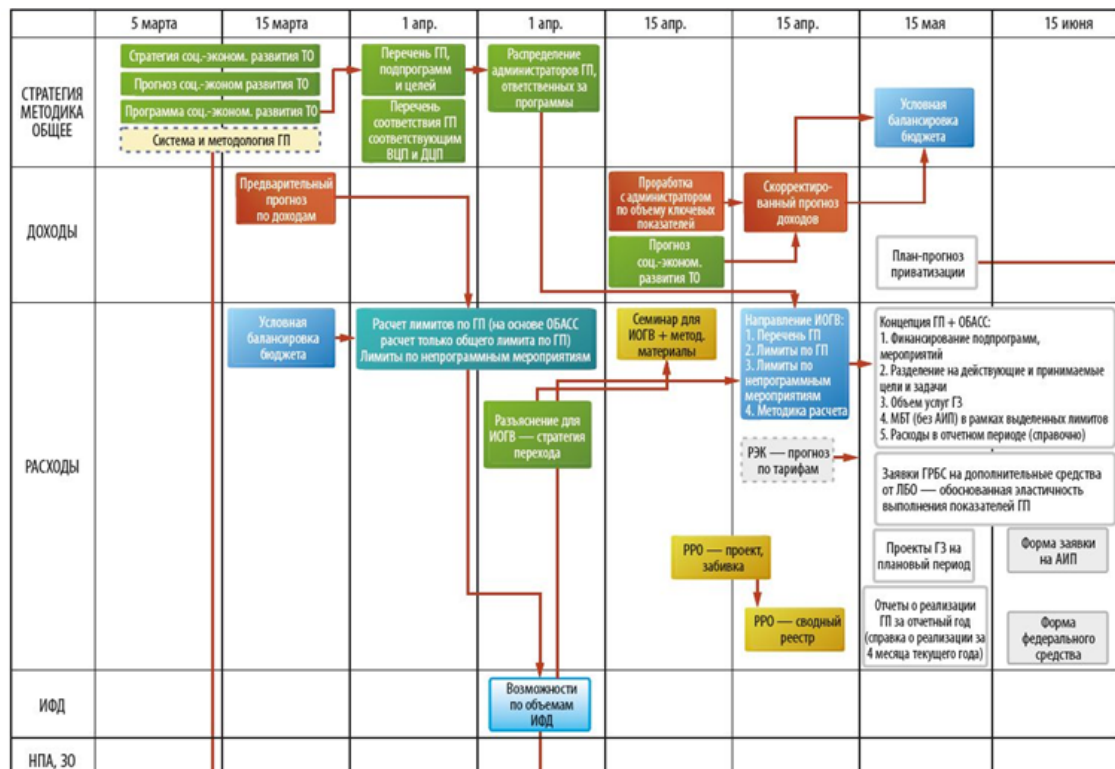 5 марта
15 марта
1 апр.
1 апр.
15 апр.
15 апр.
15 мая
15 июня
СТРАТЕГИЯ
МЕТОДИКА
ОБЩЕЕ
Стратегия соц.-эконом. развития ТО
Прогноз соц.-эконом развития ТО
Программа соц.-эконом. развития ТО
Система и методология ГП
Перечень ГП,
подпрограмм
и целей
Перечень
соответствия ГП
соответствующим
ВЦП и ДЦП
Распределение
администраторов ГП,
ответственных за
программы
Условная
балансировка
бюджета
ДОХОДЫ
Предварительный
прогноз
по доходам
Проработка
с администратором
по объему ключевых
показателей
Прогноз
соц.-эконом.
развития ТО
Скорректиро-
ванный прогноз
доходов
План-прогноз
приватизации
РАСХОДЫ
Условная
балансировка
бюджета
Расчет лимитов по ГП (на основе ОБАСС
расчет только общего лимита по ГП)
Лимиты по непрограммным мероприятиям
Разъяснение для
ИОГВ — стратегия
перехода
Семинар для
ИОГВ + метод.
материалы
Направление ИОГВ:
1. Перечень ГП
2. Лимиты по ГП
3. Лимиты по
непрограммным
мероприятиям
4. Методика расчета
РЭК — прогноз
по тарифам
РРО — проект,
забивка
РРО — сводный
реестр
Концепция ГП + ОБАСС:
1. Финансирование подпрограмм,
мероприятий
2. Разделение на действующие и принимаемые
цели и задачи
3. Объем услуг ГЗ
4. МБТ (без АИП) в рамках выделенных лимитов
5. Расходы в отчетном периоде (справочно)
Заявки ГРБС на дополнительные средства
от ЛБО — обоснованная эластичность
выполнения показателей ГП
Проекты ГЗ на
плановый период
Форма заявки
на АИП
Отчеты о реализации
ГП за отчетный год
(справка о реализации за
4 месяца текущего года)
Форма
федерального
средства
ИФД
Возможности
по объемам
ИФД
НПА, ЗО